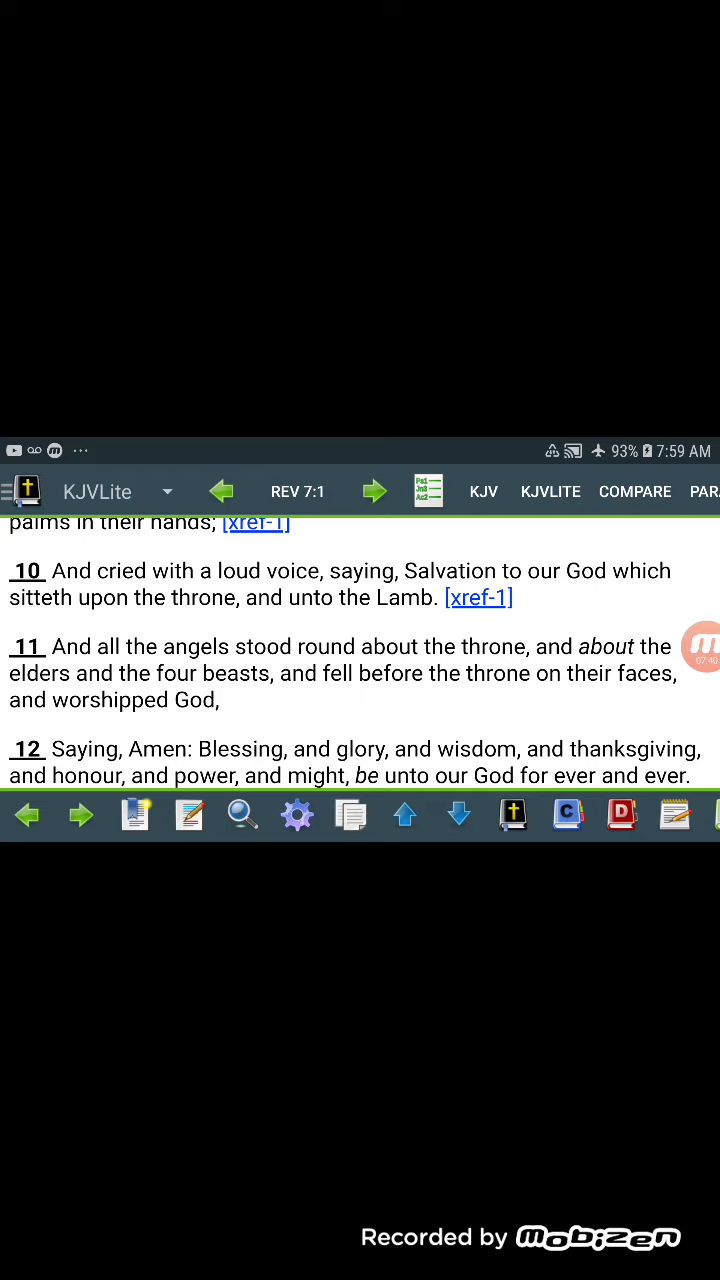 93% 7:59 AM
KJVLite REV 7:1 KJV KJVLITE COMPARE PAR
palms in their hands; [xref-1]
10 And cried with a loud voice, saying, Salvation to our God which
sitteth upon the throne, and unto the Lamb. [xref-1]
11 And all the angels stood round about the throne, and about the
elders and the four beasts, and fell before the throne on their faces,
07:40
and worshipped God,
12 Saying, Amen: Blessing, and glory, and wisdom, and thanksgiving,
and honour, and power, and might, be unto our God for ever and ever.
C D
Recorded by mobizen